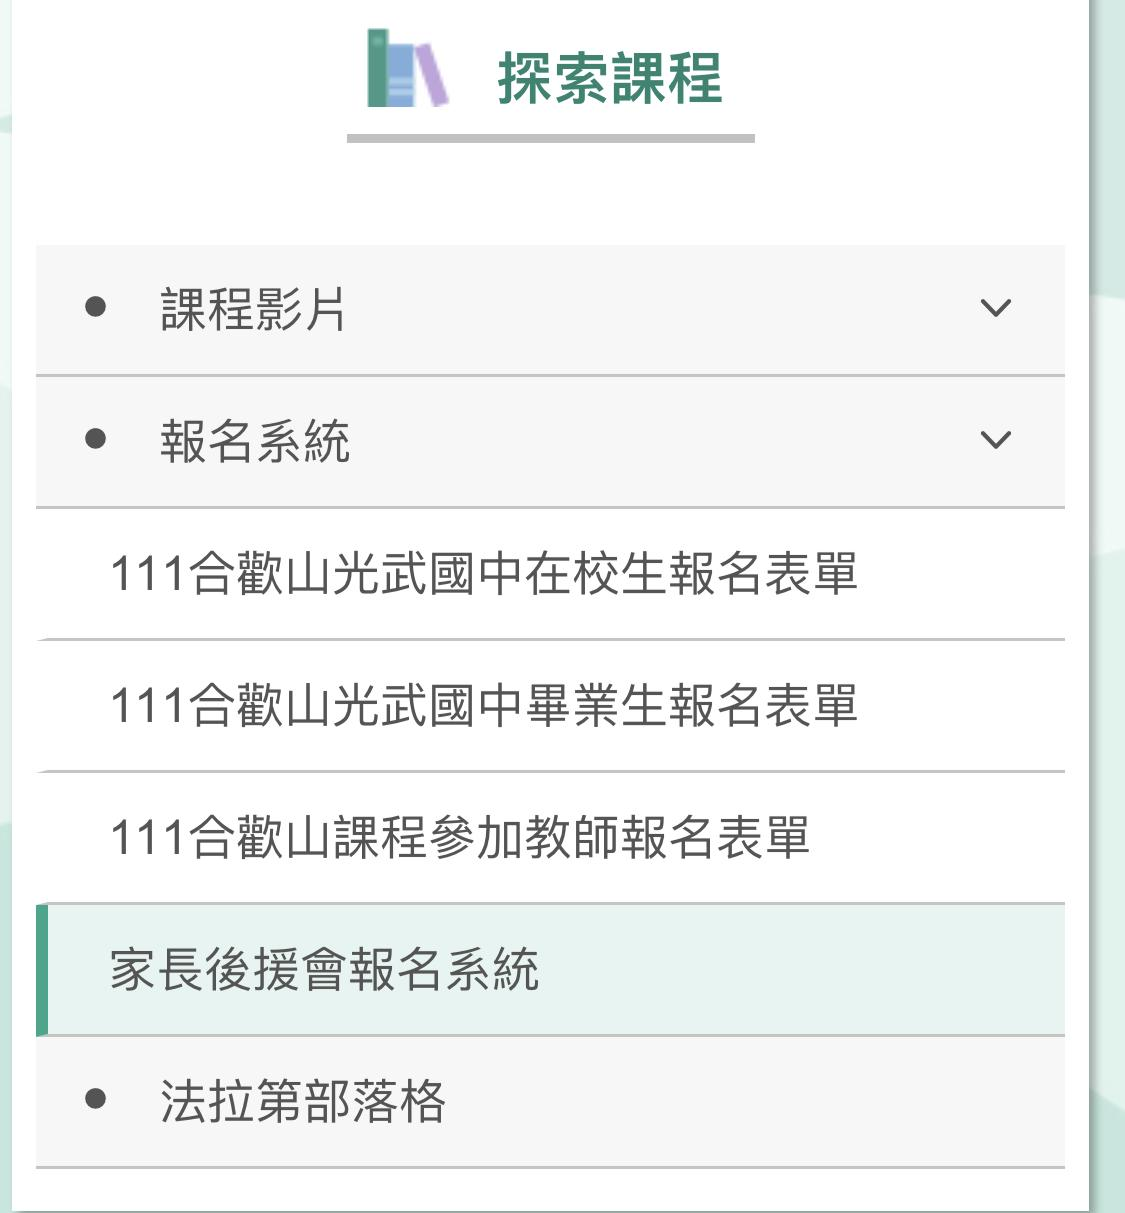 探索課程
課程影片
報名系統
111合歡山光武國中在校生報名表單
111合歡山光武國中畢業生報名表單
111合歡山課程參加教師報名表單
家長後援會報名系統
法拉第部落格